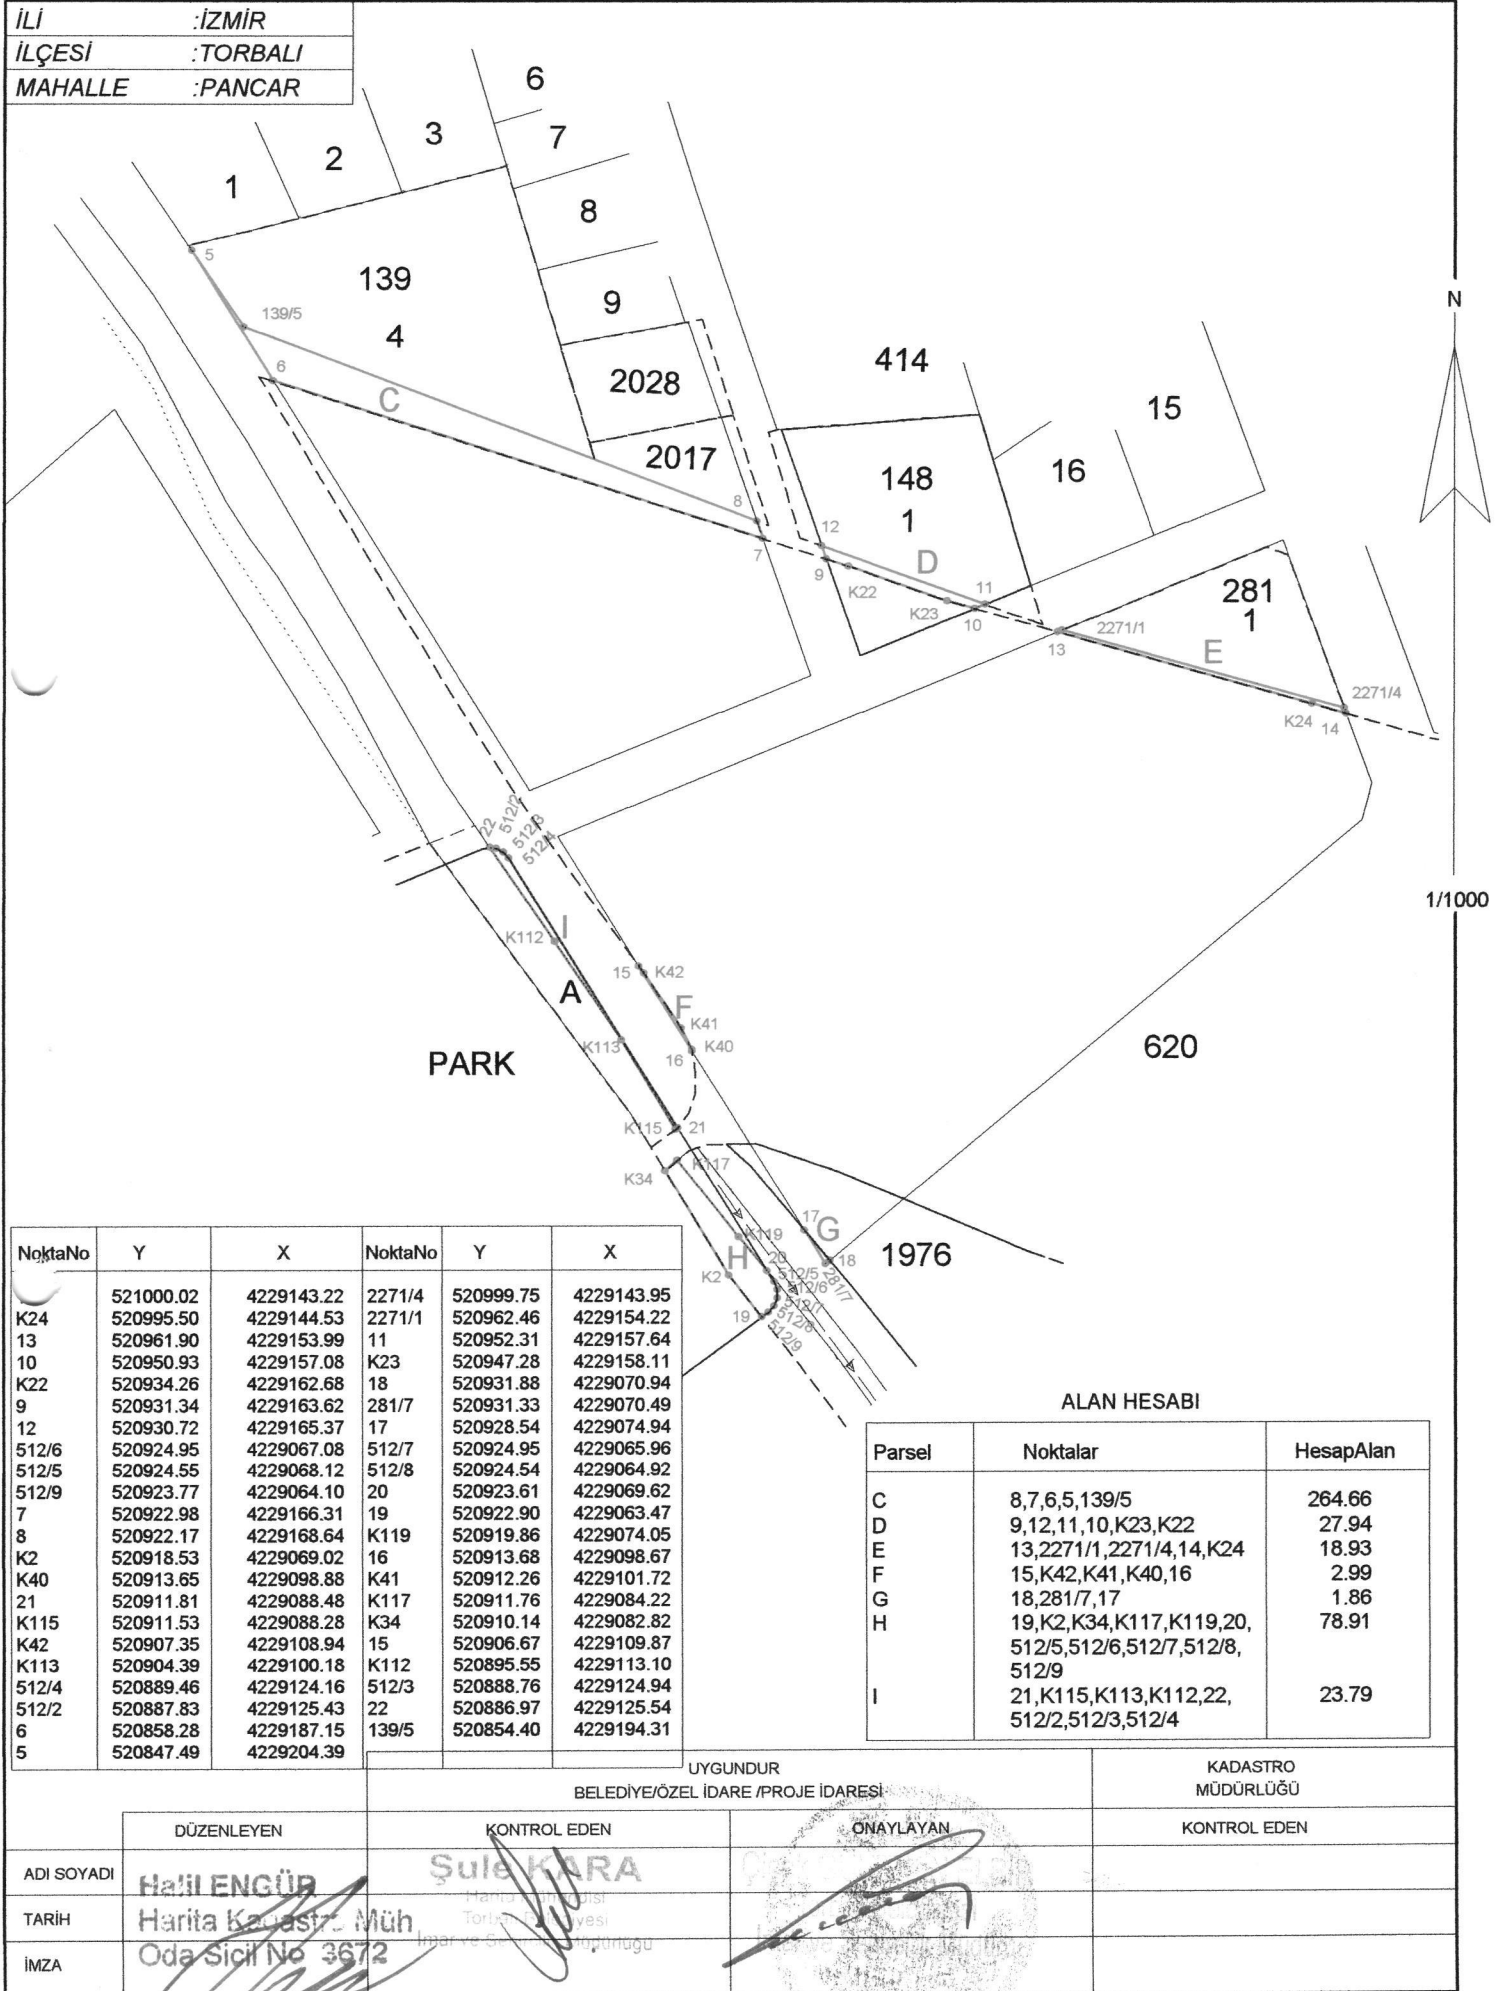 İLİ :İZMİR
İLÇESİ :TORBALI
MAHALLE :PANCAR
6
3
7
2
1
8
5
139
9
139/5
4
414
6
C
2028
15
2017
148
16
8
1
12
7
D
9
K22
11
281
K23
1
10
2271/1
13
E
2271/4
K24
14
N
1/1000
22
512/2
512/3
512/4
I
K112
15
K42
A
F
K41
K113
K40
16
PARK
620
K115
21
K117
K34
17
G
K119
H
20
18
1976
K2
512/5
281/7
512/6
512/7
19
512/8
512/9
NoktaNo Y X NoktaNo Y X
521000.02 4229143.22 2271/4 520999.75 4229143.95
K24 520995.50 4229144.53 2271/1 520962.46 4229154.22
13 520961.90 4229153.99 11 520952.31 4229157.64
10 520950.93 4229157.08 K23 520947.28 4229158.11
K22 520934.26 4229162.68 18 520931.88 4229070.94
9 520931.34 4229163.62 281/7 520931.33 4229070.49
12 520930.72 4229165.37 17 520928.54 4229074.94
512/6 520924.95 4229067.08 512/7 520924.95 4229065.96
512/5 520924.55 4229068.12 512/8 520924.54 4229064.92
512/9 520923.77 4229064.10 20 520923.61 4229069.62
7 520922.98 4229166.31 19 520922.90 4229063.47
8 520922.17 4229168.64 K119 520919.86 4229074.05
K2 520918.53 4229069.02 16 520913.68 4229098.67
K40 520913.65 4229098.88 K41 520912.26 4229101.72
21 520911.81 4229088.48 K117 520911.76 4229084.22
K115 520911.53 4229088.28 K34 520910.14 4229082.82
K42 520907.35 4229108.94 15 520906.67 4229109.87
K113 520904.39 4229100.18 K112 520895.55 4229113.10
512/4 520889.46 4229124.16 512/3 520888.76 4229124.94
512/2 520887.83 4229125.43 22 520886.97 4229125.54
6 520858.28 4229187.15 139/5 520854.40 4229194.31
5 520847.49 4229204.39
ALAN HESABI
Parsel Noktalar HesapAlan
C 8,7,6,5,139/5 264.66
D 9,12,11,10,K23,K22 27.94
E 13,2271/1,2271/4,14,K24 18.93
F 15,K42,K41,K40,16 2.99
G 18,281/7,17 1.86
H 19,K2,K34,K117,K119,20, 78.91
512/5,512/6,512/7,512/8,
512/9
I 21,K115,K113,K112,22, 23.79
512/2,512/3,512/4
UYGUNDUR
BELEDİYE/ÖZEL İDARE /PROJE İDARESİ
KADASTRO
MÜDÜRLÜĞÜ
DÜZENLEYEN KONTROL EDEN ONAYLAYAN KONTROL EDEN
ADI SOYADI
TARİH
İMZA
Halil ENGÜR
Harita Kadastro Müh
Oda Sicil No 3672
Şule KARA